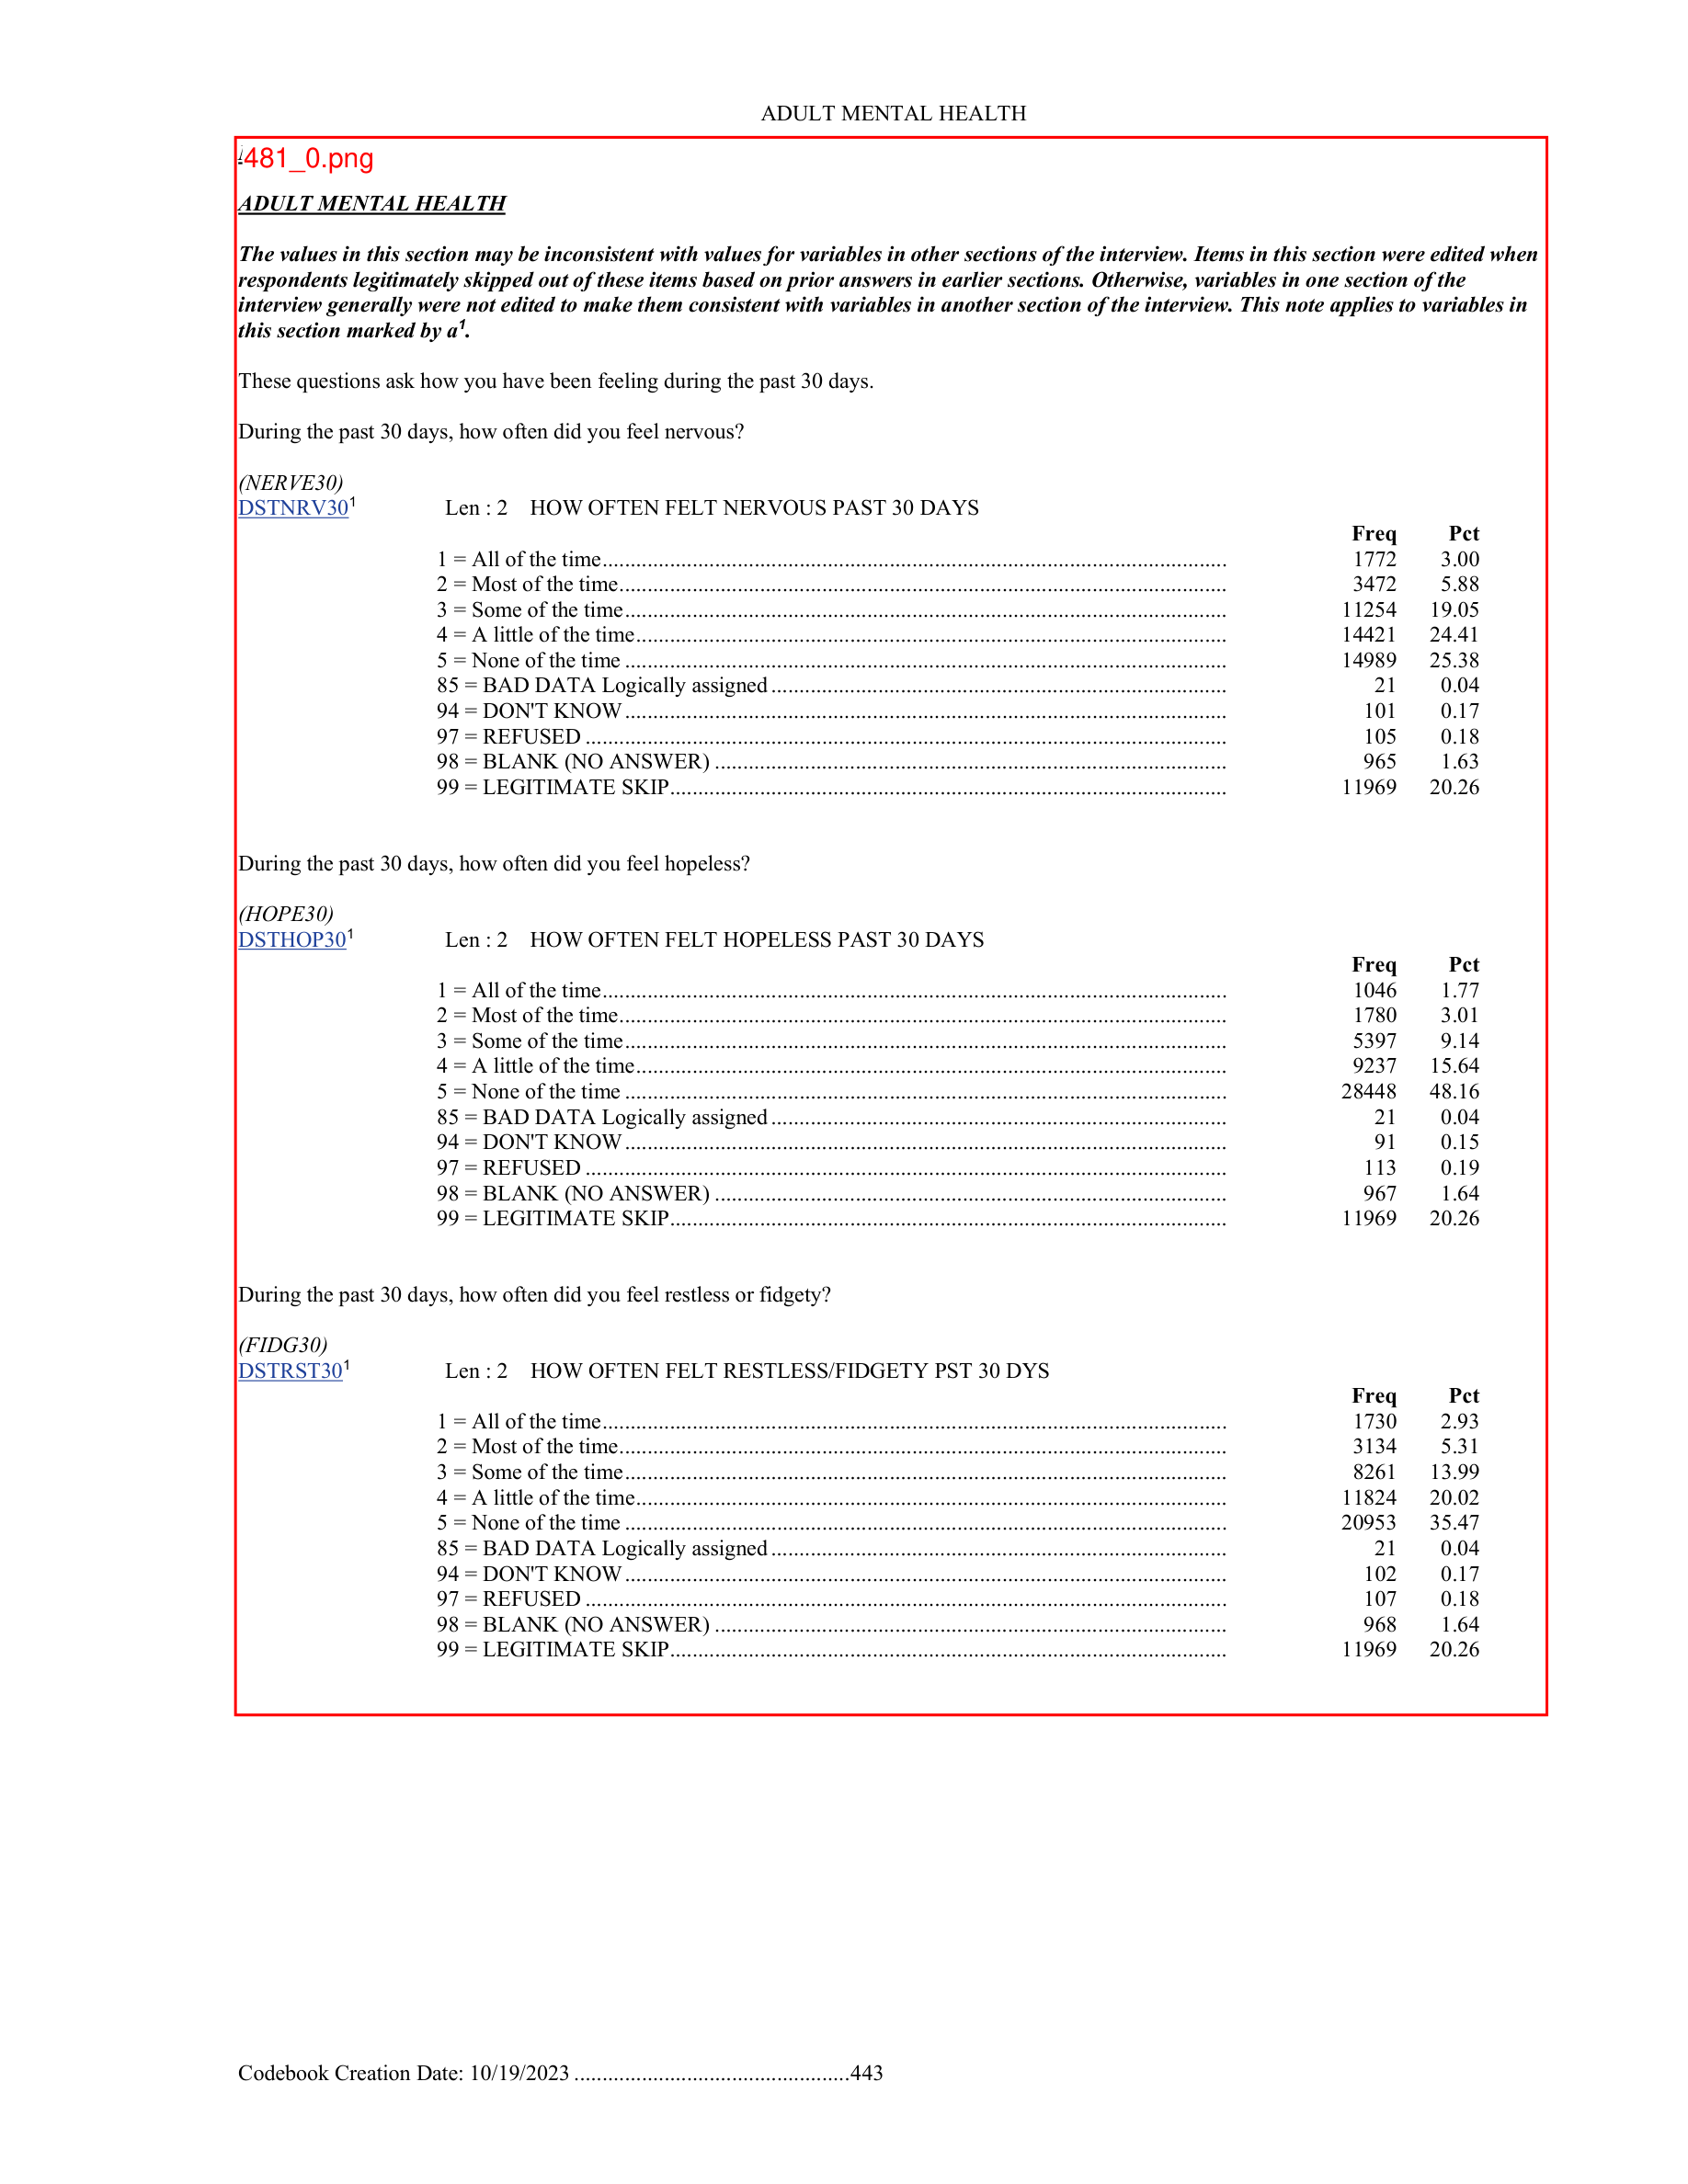 ADULT MENTAL HEALTH
481_0.png
ADULT MENTAL HEALTH
The values in this section may be inconsistent with values for variables in other sections of the interview. Items in this section were edited when
respondents legitimately skipped out of these items based on prior answers in earlier sections. Otherwise, variables in one section of the
interview generally were not edited to make them consistent with variables in another section of the interview. This note applies to variables in
this section marked by a¹.
These questions ask how you have been feeling during the past 30 days.
During the past 30 days, how often did you feel nervous?
(NERVE30)
DSTNRV30¹ Len : 2 HOW OFTEN FELT NERVOUS PAST 30 DAYS
Freq Pct
1 = All of the time 1772 3.00
2 = Most of the time 3472 5.88
3 = Some of the time 11254 19.05
4 = A little of the time 14421 24.41
5 = None of the time 14989 25.38
85 = BAD DATA Logically assigned 21 0.04
94 = DON'T KNOW 101 0.17
97 = REFUSED 105 0.18
98 = BLANK (NO ANSWER) 965 1.63
99 = LEGITIMATE SKIP 11969 20.26
During the past 30 days, how often did you feel hopeless?
(HOPE30)
DSTHOP30¹ Len : 2 HOW OFTEN FELT HOPELESS PAST 30 DAYS
Freq Pct
1 = All of the time 1046 1.77
2 = Most of the time 1780 3.01
3 = Some of the time 5397 9.14
4 = A little of the time 9237 15.64
5 = None of the time 28448 48.16
85 = BAD DATA Logically assigned 21 0.04
94 = DON'T KNOW 91 0.15
97 = REFUSED 113 0.19
98 = BLANK (NO ANSWER) 967 1.64
99 = LEGITIMATE SKIP 11969 20.26
During the past 30 days, how often did you feel restless or fidgety?
(FIDG30)
DSTRST30¹ Len : 2 HOW OFTEN FELT RESTLESS/FIDGETY PST 30 DYS
Freq Pct
1 = All of the time 1730 2.93
2 = Most of the time 3134 5.31
3 = Some of the time 8261 13.99
4 = A little of the time 11824 20.02
5 = None of the time 20953 35.47
85 = BAD DATA Logically assigned 21 0.04
94 = DON'T KNOW 102 0.17
97 = REFUSED 107 0.18
98 = BLANK (NO ANSWER) 968 1.64
99 = LEGITIMATE SKIP 11969 20.26
Codebook Creation Date: 10/19/2023 .................................................443